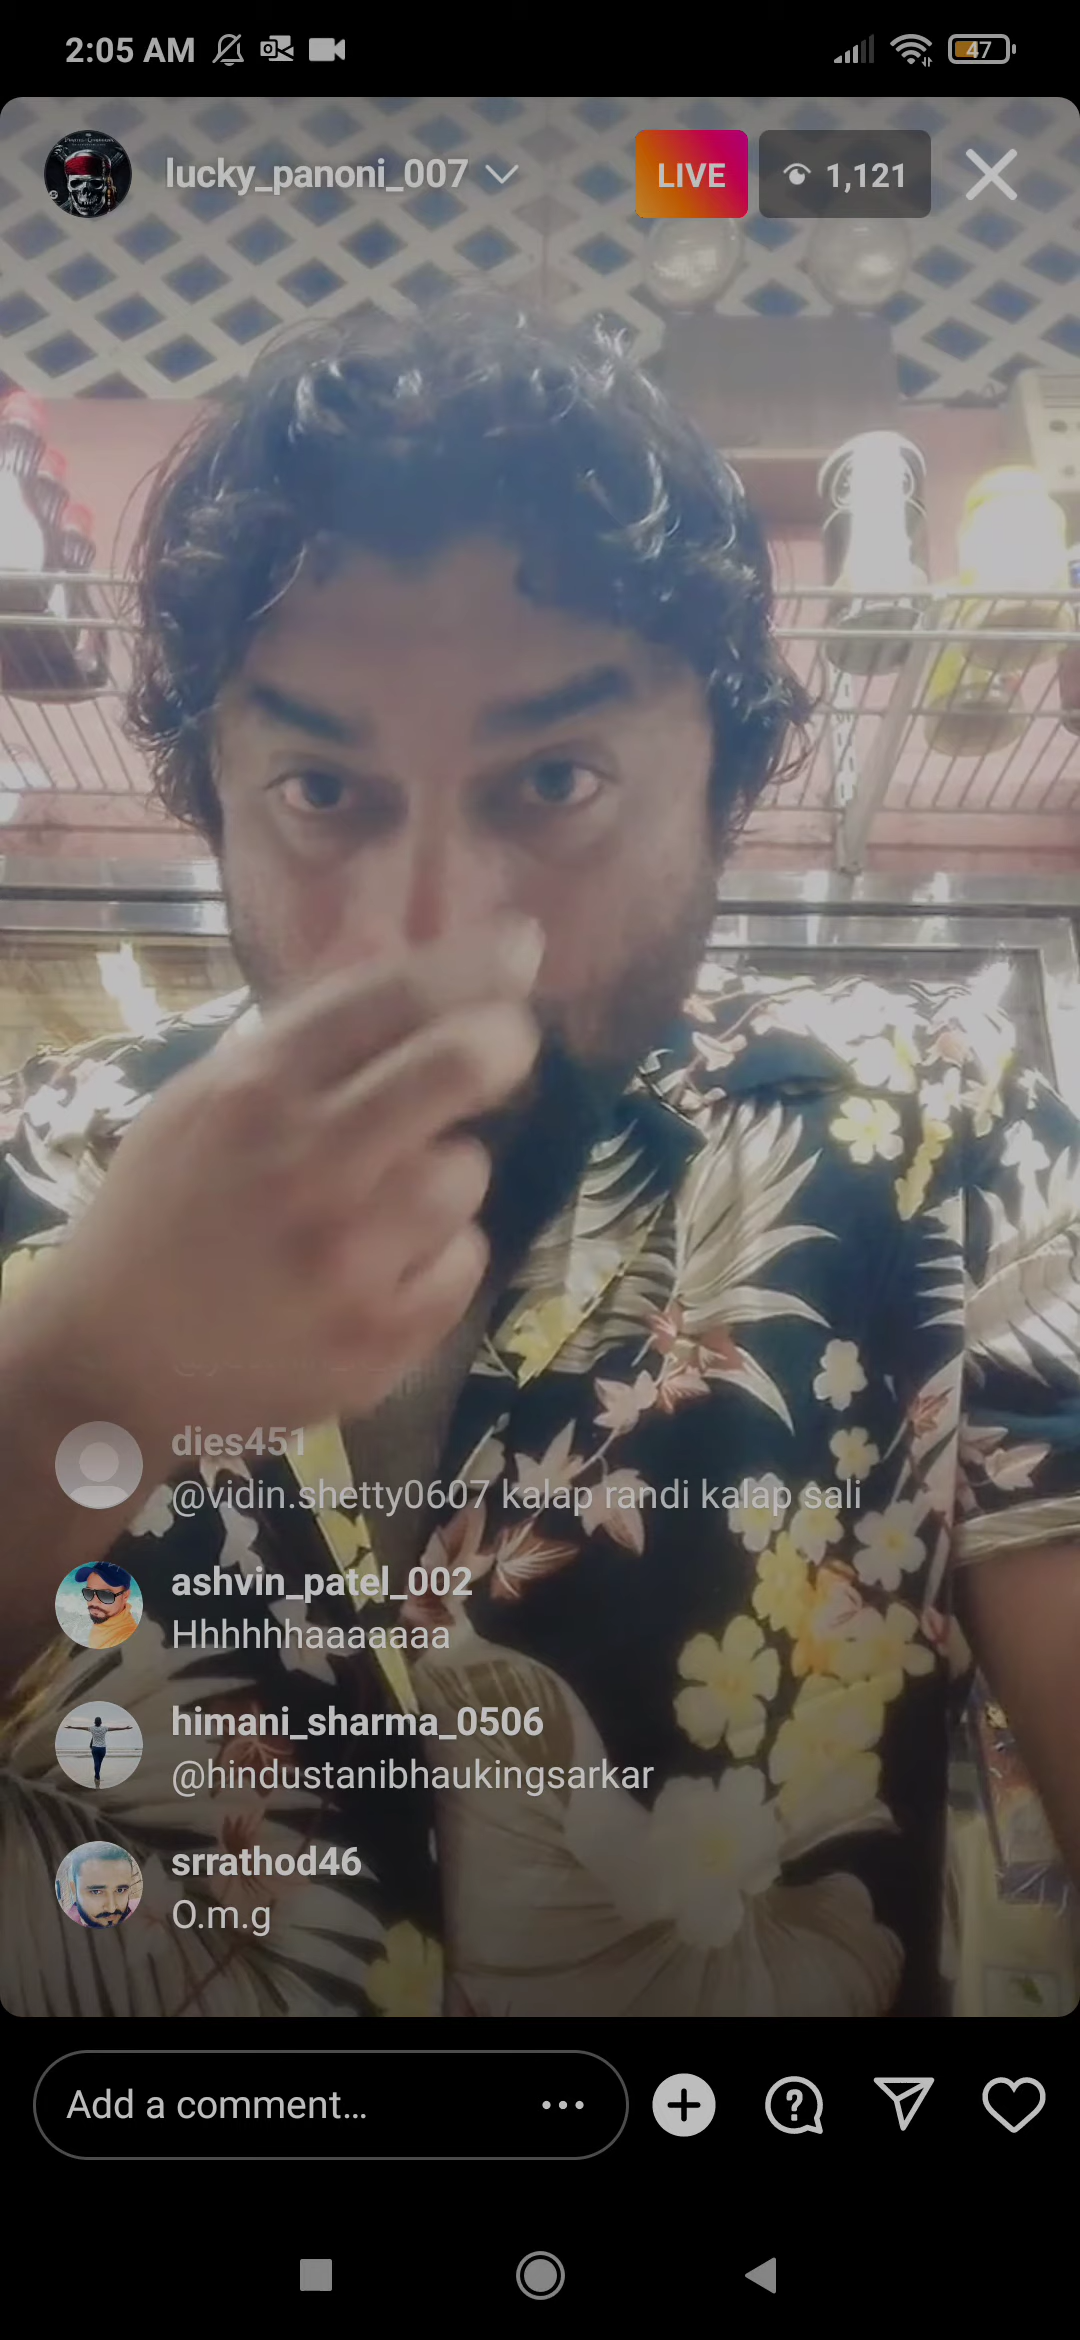 2:05 AM
47
lucky_panoni_007
LIVE
1,121
dies451
@vidin.shetty0607 kalap randi kalap sali
ashvin_patel_002
Hhhhhhaaaaaaa
himani_sharma_0506
@hindustanibhaukingsarkar
srrathod46
O.m.g
Add a comment...